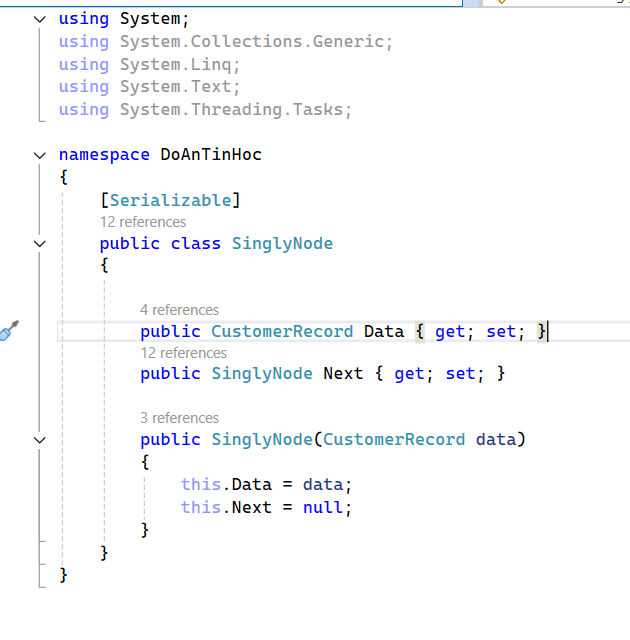 using System;
using System.Collections.Generic;
using System.Linq;
using System.Text;
using System.Threading.Tasks;
namespace DoAnTinHoc
{
[Serializable]
12 references
public class SinglyNode
{
4 references
public CustomerRecord Data { get; set; }
12 references
public SinglyNode Next { get; set; }
3 references
public SinglyNode(CustomerRecord data)
{
this.Data = data;
this.Next = null;
}
}
}